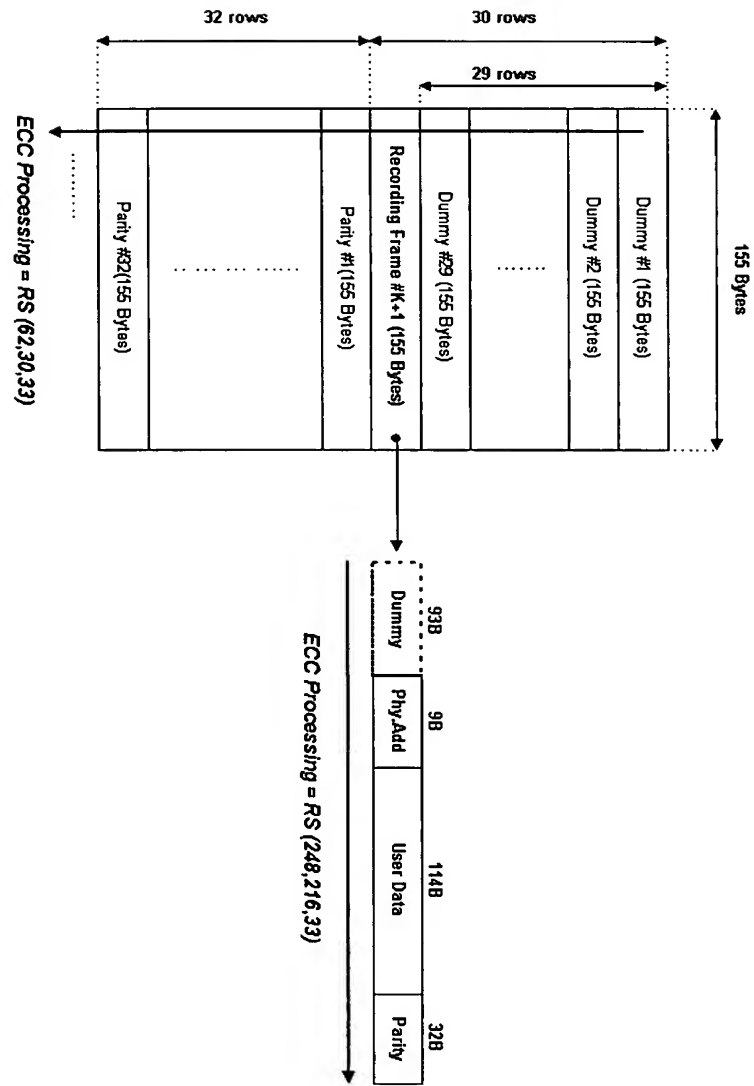 155 Bytes
30 rows
29 rows
32 rows
Dummy #1 (155 Bytes)
Dummy #2 (155 Bytes)
........
Dummy #29 (155 Bytes)
Recording Frame #K+1 (155 Bytes)
Parity #1(155 Bytes)
... ... ... ........
Parity #32(155 Bytes)
ECC Processing = RS (62,30,33)
93B
9B
114B
32B
Dummy
Phy.Add
User Data
Parity
ECC Processing = RS (248,216,33)